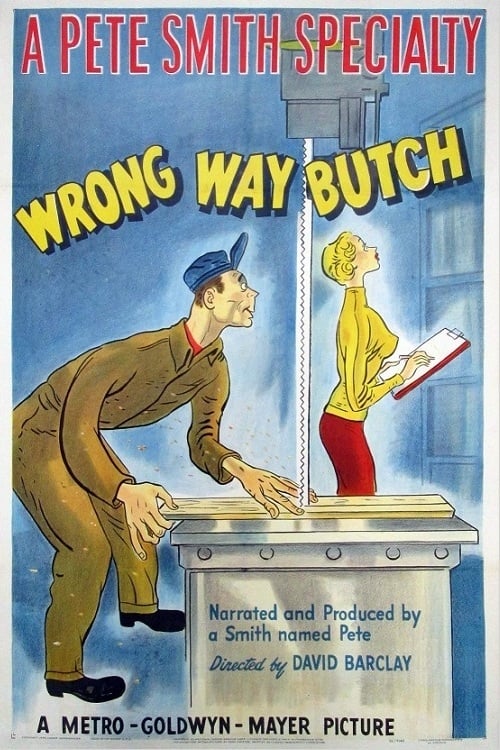 A PETE SMITH SPECIALTY
WRONG WAY BUTCH
Narrated and Produced by
a Smith named Pete
Directed by DAVID BARCLAY
A METRO-GOLDWYN-MAYER PICTURE